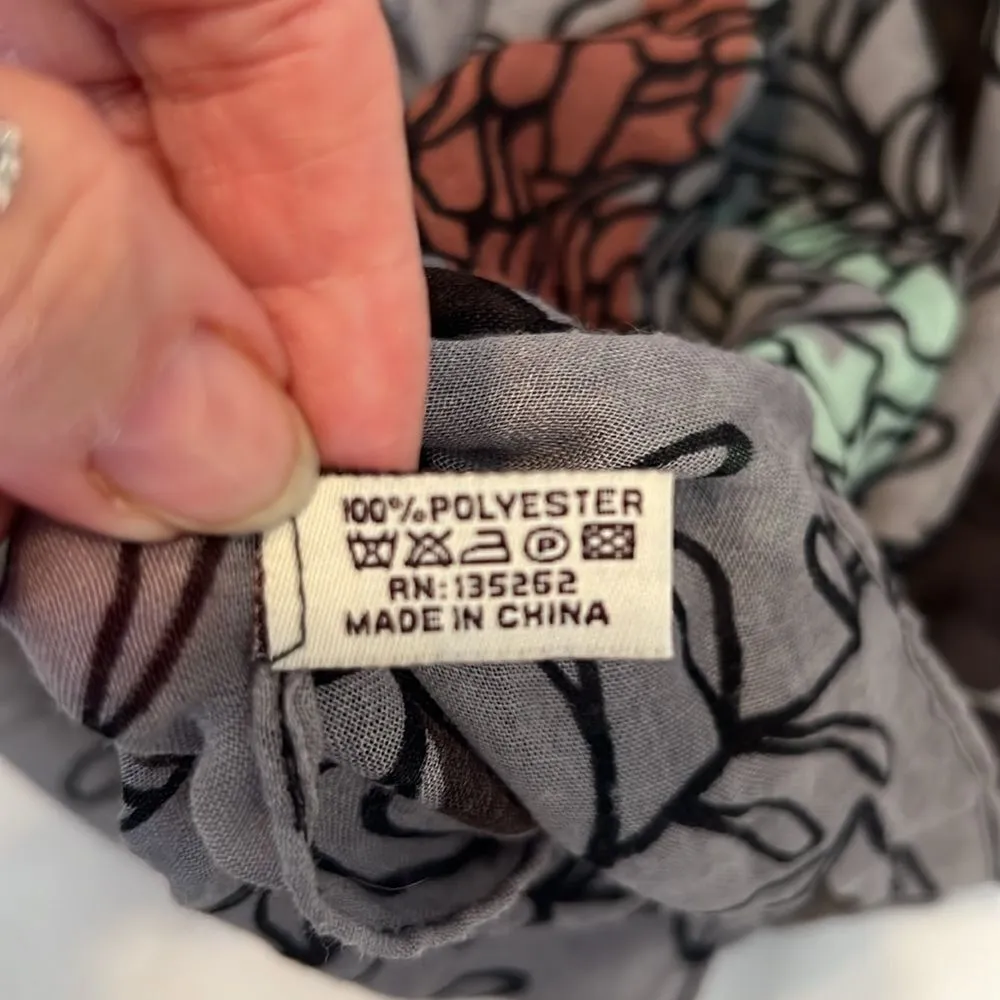 100% POLYESTER
P
RN: 135262
MADE IN CHINA